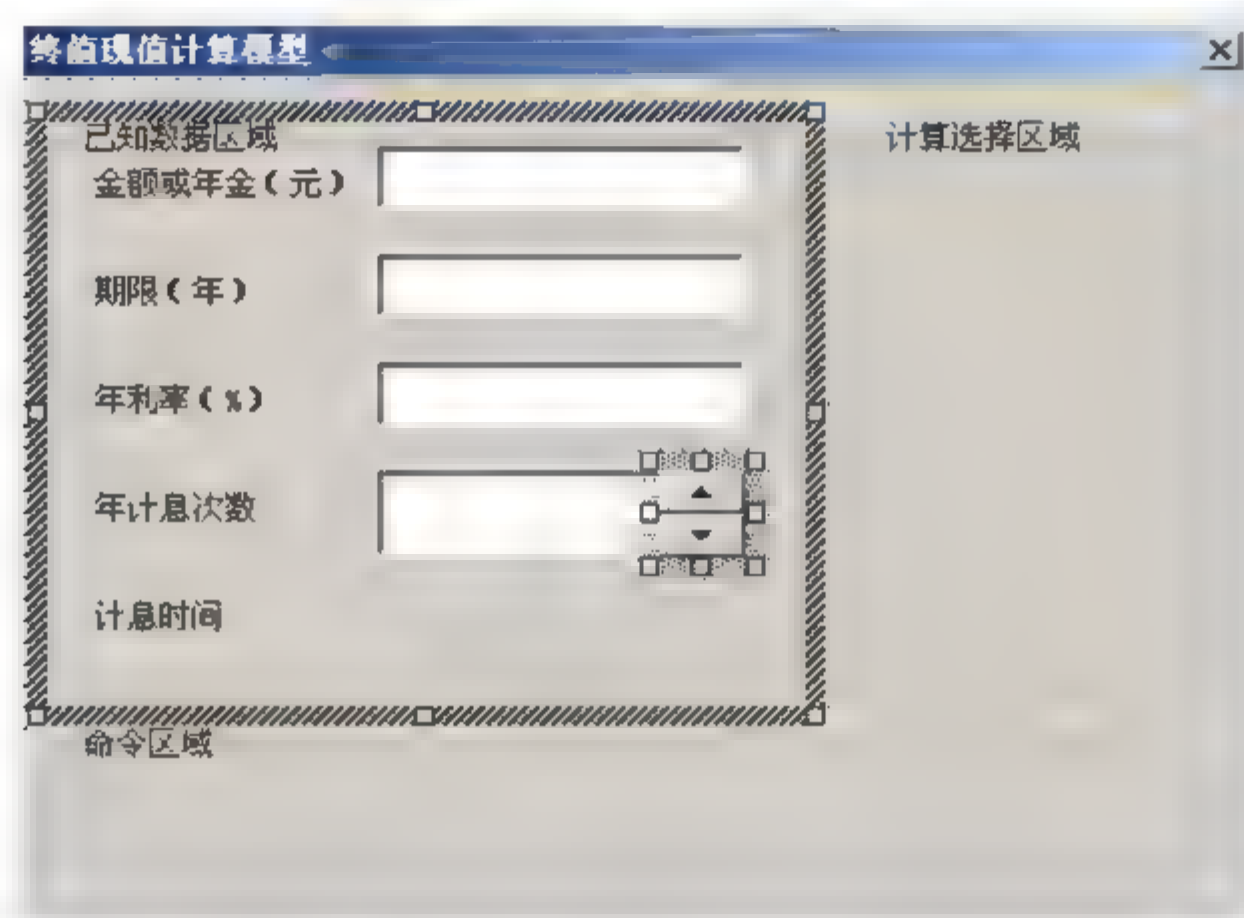 终值现值计算模型
已知数据区域
计算选择区域
金额或年金(元)
期限(年)
年利率(%)
年计息次数
计息时间
命令区域